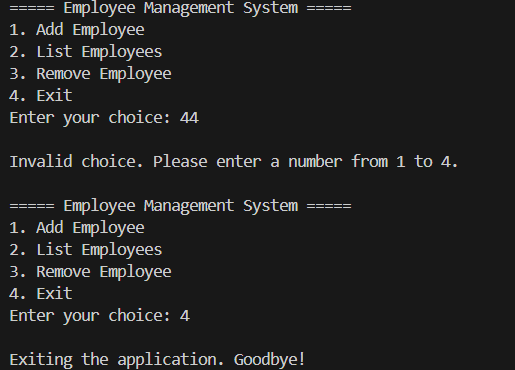 ===== Employee Management System =====
1. Add Employee
2. List Employees
3. Remove Employee
4. Exit
Enter your choice: 44
Invalid choice. Please enter a number from 1 to 4.
===== Employee Management System =====
1. Add Employee
2. List Employees
3. Remove Employee
4. Exit
Enter your choice: 4
Exiting the application. Goodbye!